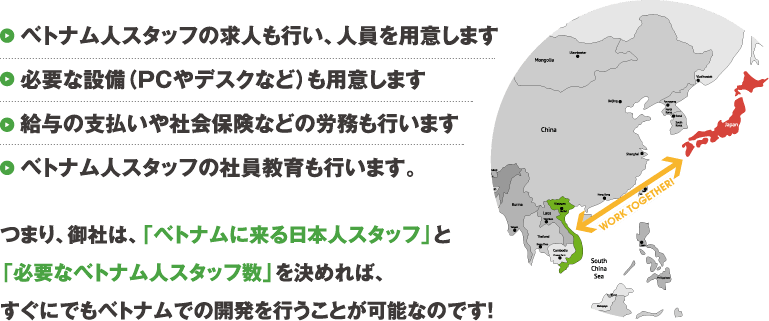 ベトナム人スタッフの求人も行い、人員を用意します
必要な設備（PCやデスクなど）も用意します
給与の支払いや社会保険などの労務も行います
ベトナム人スタッフの社員教育も行います。
つまり、御社は、「ベトナムに来る日本人スタッフ」と
「必要なベトナム人スタッフ数」を決めれば、
すぐにでもベトナムでの開発を行うことが可能なのです！
Mongolia
China
Japan
Shanghai
WORK TOGETHER!
Burma
Laos
Thailand
Cambodia
South
China
Sea